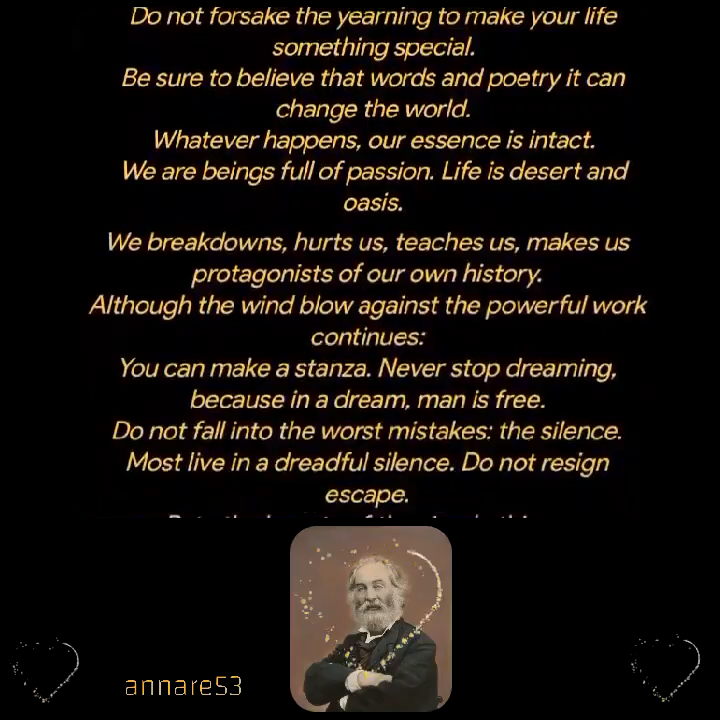 Do not forsake the yearning to make your life
something special.
Be sure to believe that words and poetry it can
change the world.
Whatever happens, our essence is intact.
We are beings full of passion. Life is desert and
oasis.
We breakdowns, hurts us, teaches us, makes us
protagonists of our own history.
Although the wind blow against the powerful work
continues:
You can make a stanza. Never stop dreaming,
because in a dream, man is free.
Do not fall into the worst mistakes: the silence.
Most live in a dreadful silence. Do not resign
escape.
annare53